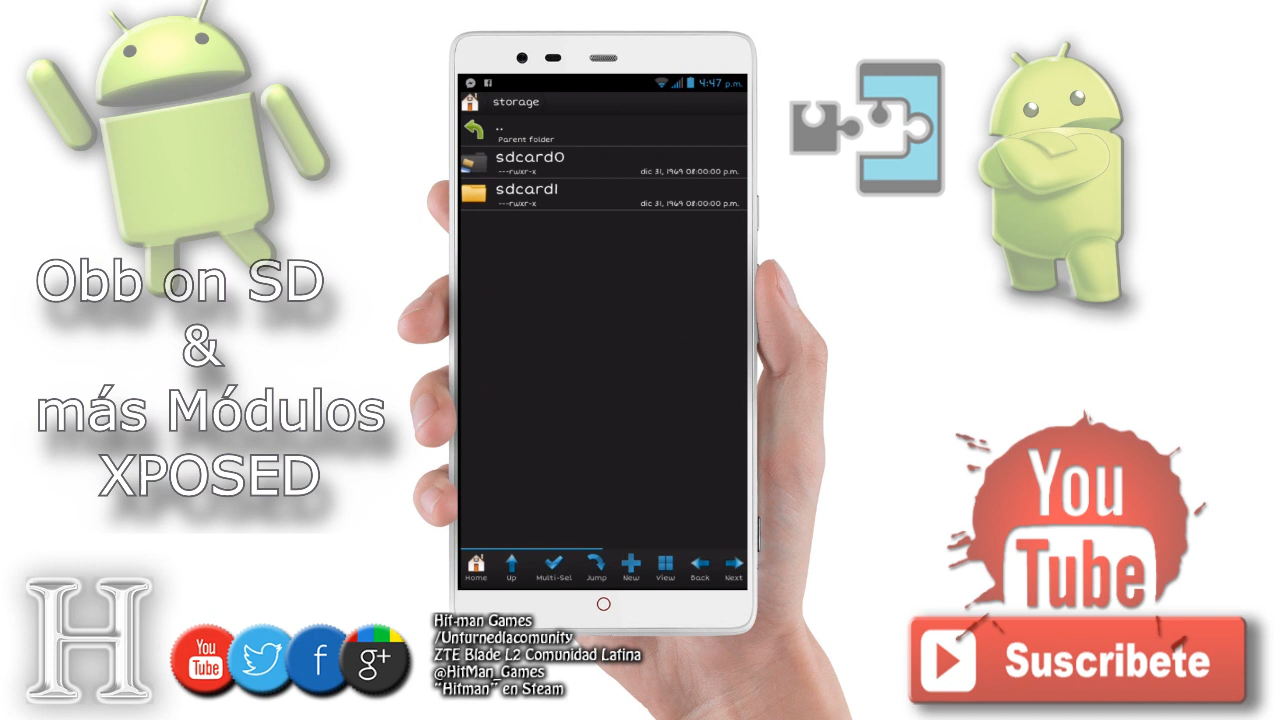 4:47 p.m.
storage
..
Parent folder
sdcard0
---rwxr-x
dic 31, 1969 08:00:00 p.m.
sdcard1
---rwxr-x
dic 31, 1969 08:00:00 p.m.
Home
Up
Multi-Sel
Jump
New
View
Back
Next
Obb on SD
&
más Módulos
XPOSED
H
You
Tube
f
g+
Hit-man Games
/Unturnedlacomunity
ZTE Blade L2 Comunidad Latina
@HitMan_Games
"Hitman" en Steam
You
Tube
Suscribete